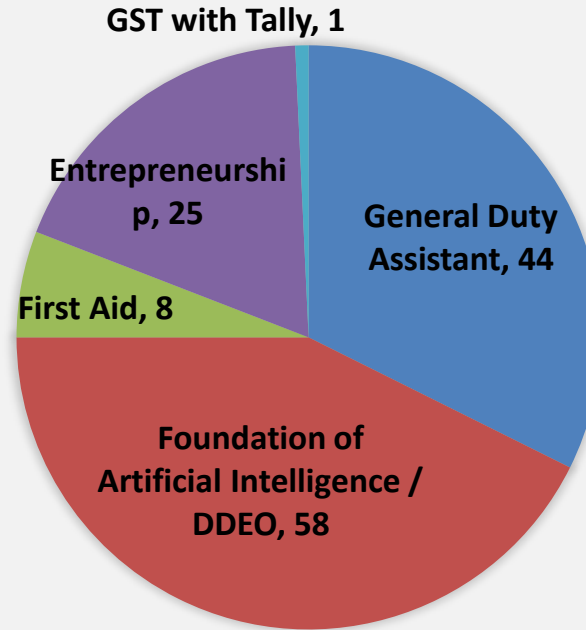 GST with Tally, 1
Entrepreneurshi
p, 25
General Duty
Assistant, 44
First Aid, 8
Foundation of
Artificial Intelligence /
DDEO, 58